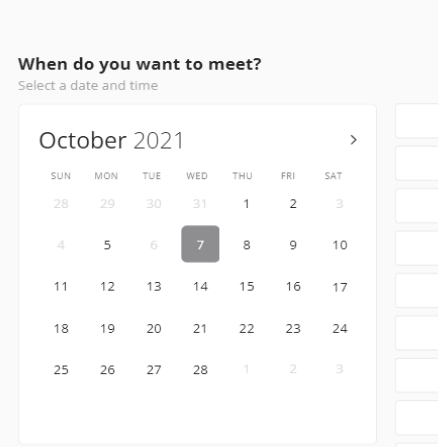 When do you want to meet?
Select a date and time
October 2021
SUN MON TUE WED THU FRI SAT
28 29 30 31 1 2 3
4 5 6 7 8 9 10
11 12 13 14 15 16 17
18 19 20 21 22 23 24
25 26 27 28 1 2 3